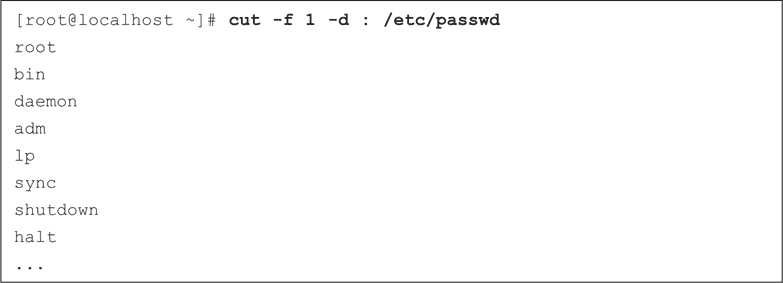 [root@localhost ~]# cut -f 1 -d : /etc/passwd
root
bin
daemon
adm
lp
sync
shutdown
halt
...